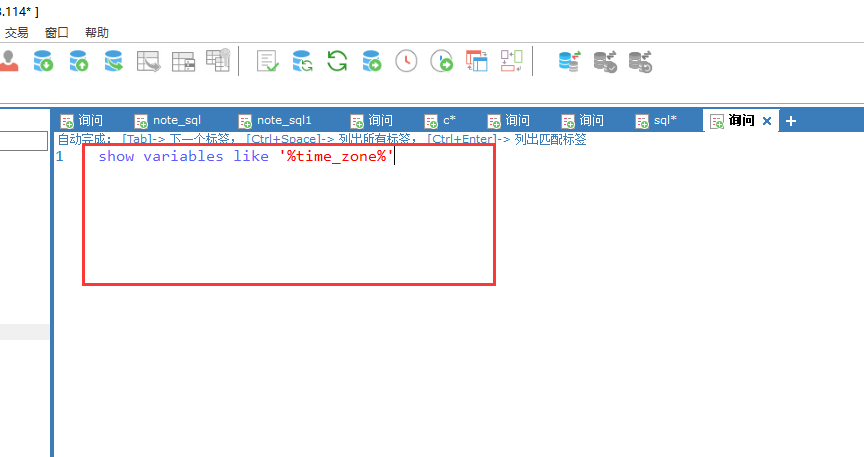 3.114* ]
交易 窗口 帮助
询问 note_sql note_sql1 询问 c* 询问 询问 sql* 询问
自动完成: [Tab]-> 下一个标签， [Ctrl+Space]-> 列出所有标签， [Ctrl+Enter]-> 列出匹配标签
1 show variables like '%time_zone%'